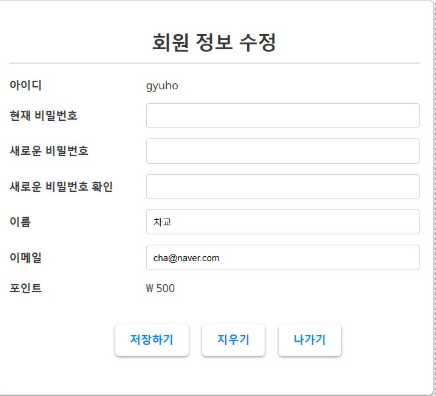 회원 정보 수정
아이디 gyuho
현재 비밀번호
새로운 비밀번호
새로운 비밀번호 확인
이름 차교
이메일 cha@naver.com
포인트 ₩ 500
저장하기 지우기 나가기